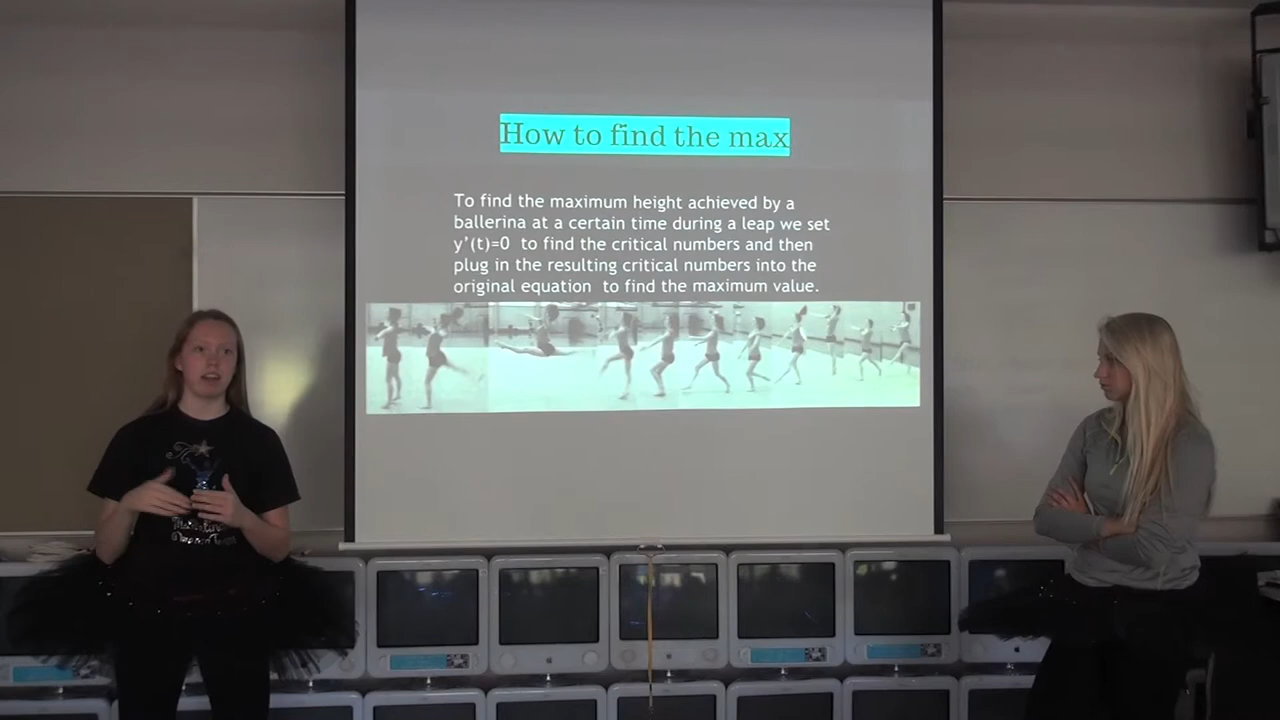 How to find the max
To find the maximum height achieved by a
ballerina at a certain time during a leap we set
y'(t)=0 to find the critical numbers and then
plug in the resulting critical numbers into the
original equation to find the maximum value.